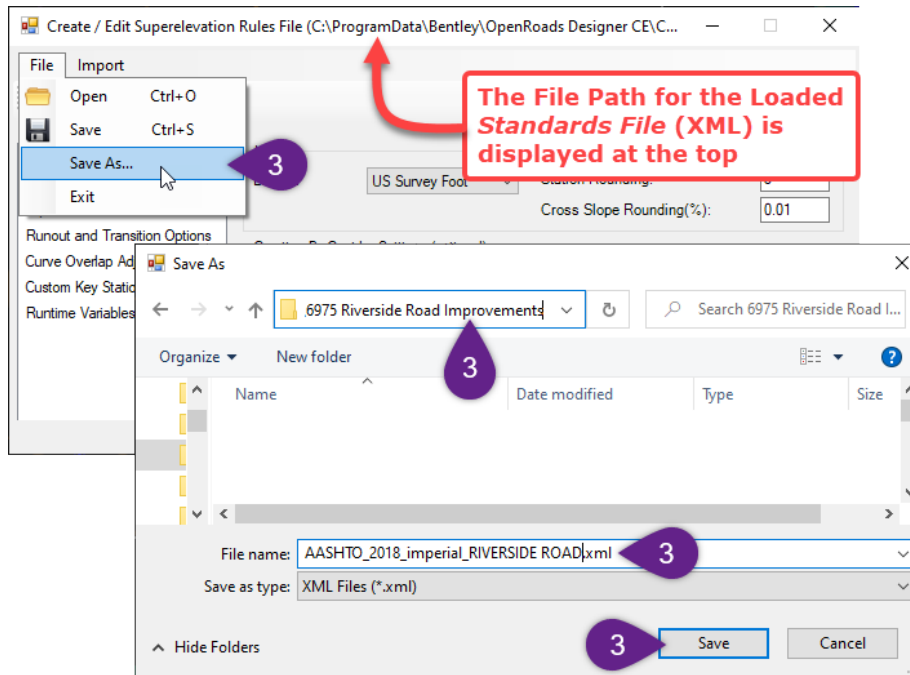 Create / Edit Superelevation Rules File (C:\ProgramData\Bentley\OpenRoads Designer CE\C...
File Import
Open Ctrl+O
Save Ctrl+S
Save As...
Exit
3
The File Path for the Loaded
Standards File (XML) is
displayed at the top
US Survey Foot
Cross Slope Rounding(%): 0.01
Runout and Transition Options
Curve Overlap Adj
Custom Key Static
Runtime Variables
Save As
.6975 Riverside Road Improvements
Search 6975 Riverside Road I...
3
Organize New folder
Name Date modified Type Size
File name: AASHTO_2018_imperial_RIVERSIDE ROAD.xml
3
Save as type: XML Files (*.xml)
Hide Folders
3
Save Cancel